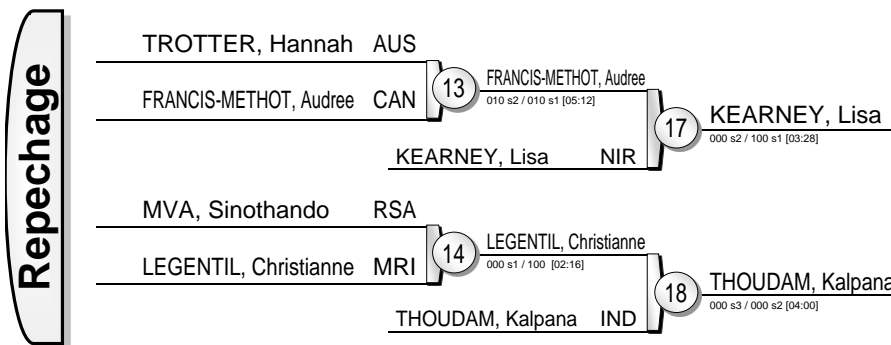 Repechage
TROTTER, Hannah AUS
FRANCIS-METHOT, Audree CAN
13
FRANCIS-METHOT, Audree
010 s2 / 010 s1 [05:12]
KEARNEY, Lisa NIR
17
KEARNEY, Lisa
000 s2 / 100 s1 [03:28]
MVA, Sinothando RSA
LEGENTIL, Christianne MRI
14
LEGENTIL, Christianne
000 s1 / 100 [02:16]
THOUDAM, Kalpana IND
18
THOUDAM, Kalpana
000 s3 / 000 s2 [04:00]